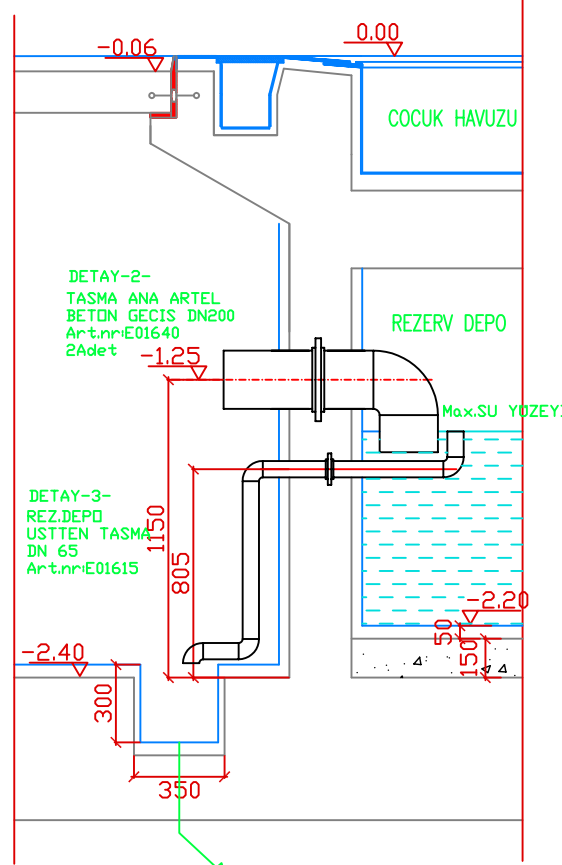 0.00
-0.06
COCUK HAVUZU
DETAY-2-
TASMA ANA ARTEL
BETON GECIS DN200
Art.nr:E01640
2Adet
REZERV DEPO
-1.25
Max.SU YUZEYI
DETAY-3-
REZ.DEPO
USTTEN TASMA
DN 65
Art.nr:E01615
1150
805
-2.20
50
150
-2.40
300
350